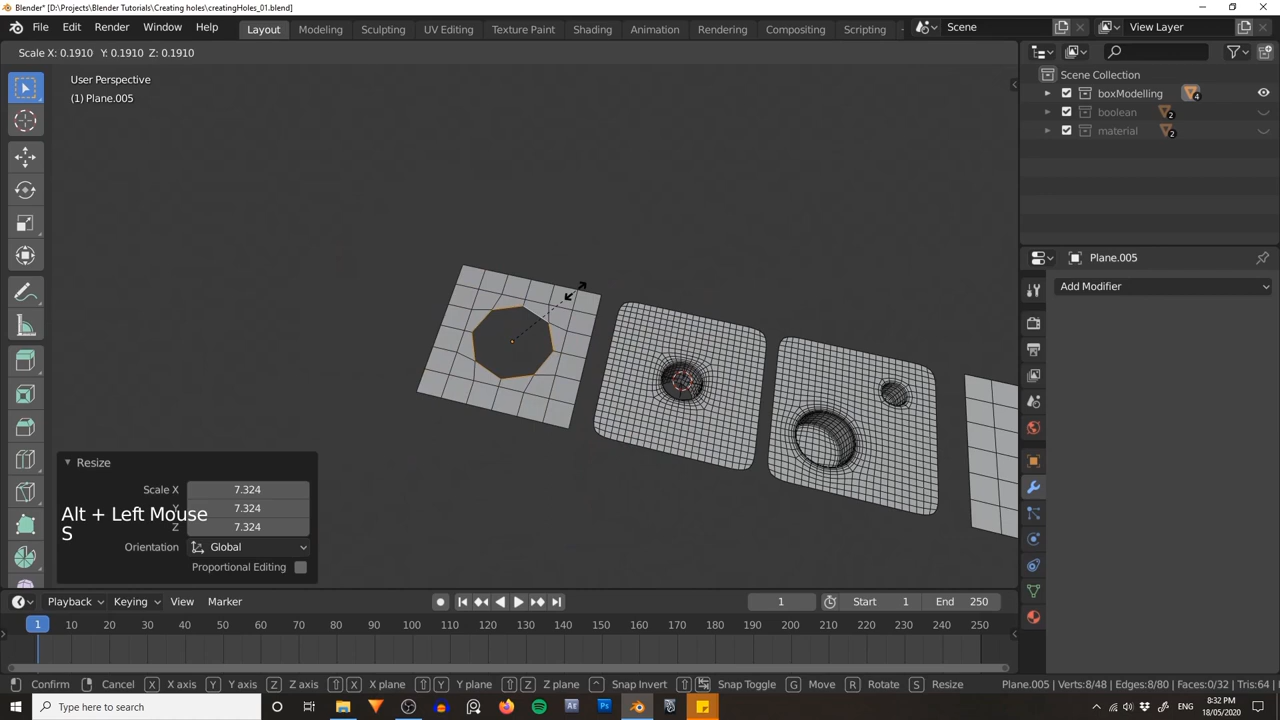 Blender* [D:\Projects\Blender Tutorials\Creating holes\creatingHoles_01.blend]
File Edit Render Window Help Layout Modeling Sculpting UV Editing Texture Paint Shading Animation Rendering Compositing Scripting Scene View Layer
Scale X: 0.1910 Y: 0.1910 Z: 0.1910
User Perspective
(1) Plane.005
Scene Collection
boxModelling 4
boolean 2
material 2
Plane.005
Add Modifier
Resize
Scale X 7.324
Y 7.324
Z 7.324
Alt + Left Mouse
S
Orientation Global
Proportional Editing
Playback Keying View Marker 1 Start 1 End 250
1 10 20 30 40 50 60 70 80 90 100 110 120 130 140 150 160 170 180 190 200 210 220 230 240 250
Confirm Cancel X X axis Y Y axis Z Z axis X X plane Y Y plane Z Z plane Snap Invert Snap Toggle G Move R Rotate S Resize Plane.005 | Verts:8/48 | Edges:8/80 | Faces:0/32 | Tris:64 |
Type here to search Ae Ps 8:32 PM
18/05/2020